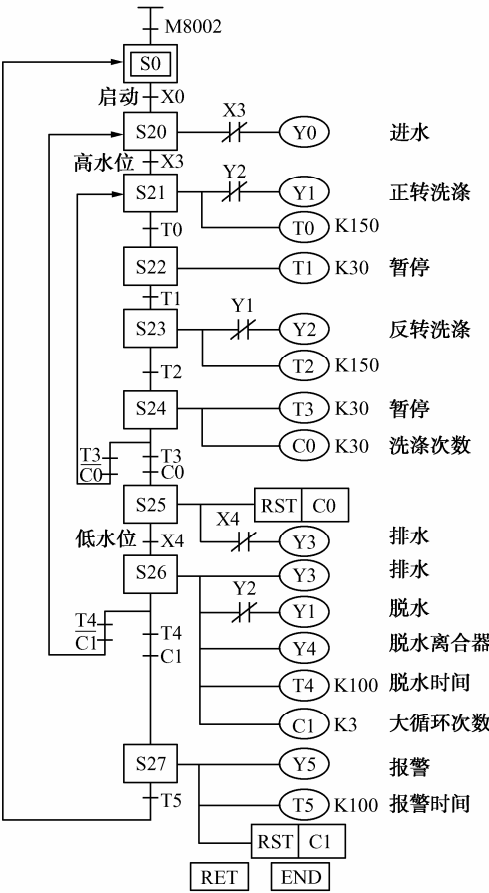 M8002
S0
启动 X0
S20 X3 Y0 进水
高水位 X3
S21 Y2 Y1 正转洗涤
T0 T0 K150
S22 T1 K30 暂停
T1
S23 Y1 Y2 反转洗涤
T2 T2 K150
S24 T3 K30 暂停
C0 K30 洗涤次数
T3 T3
C0 C0
S25 RST C0
低水位 X4 X4 Y3 排水
S26 Y3 排水
Y2 Y1 脱水
T4 T4 Y4 脱水离合器
C1 C1 T4 K100 脱水时间
C1 K3 大循环次数
S27 Y5 报警
T5 T5 K100 报警时间
RST C1
RET END